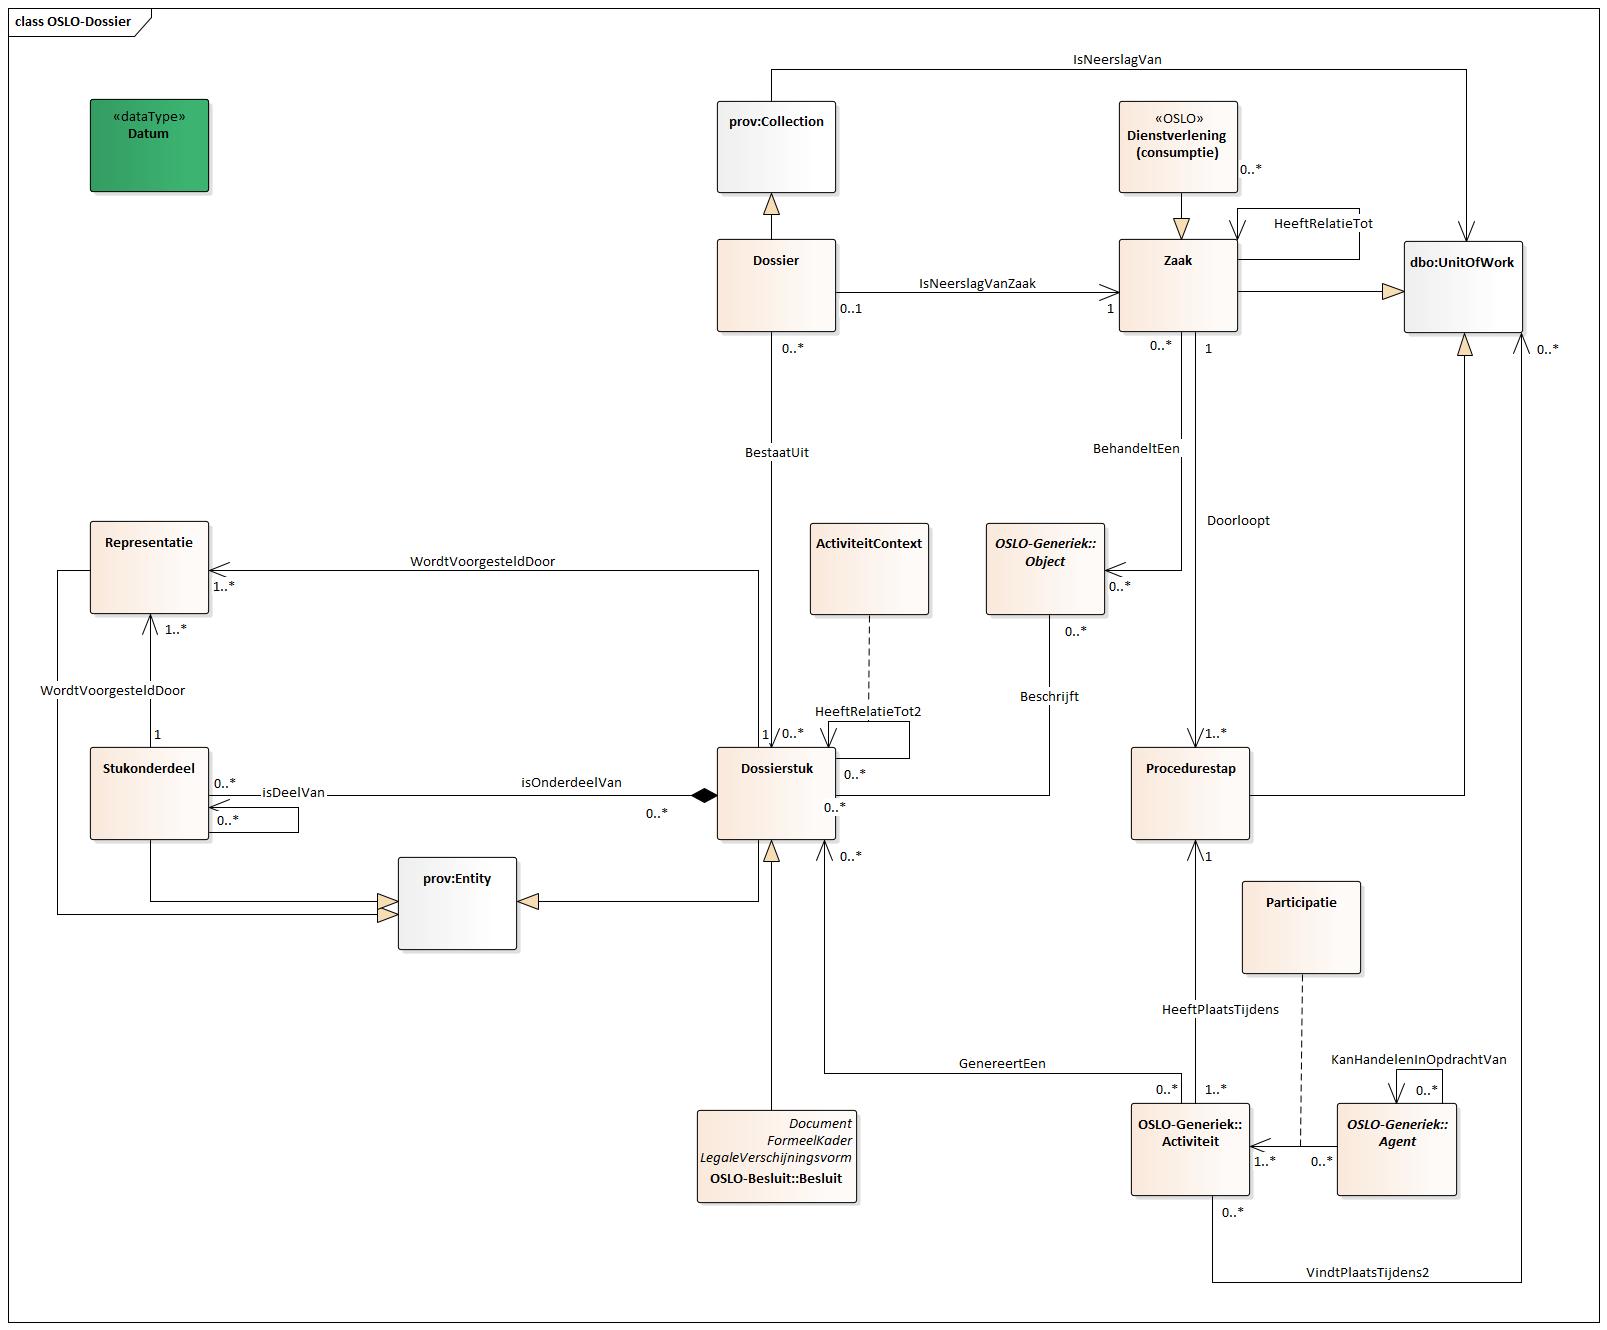 class OSLO-Dossier
IsNeerslagVan
«dataType»
Datum
prov:Collection
«OSLO»
Dienstverlening
(consumptie)
0..*
HeeftRelatieTot
Dossier
IsNeerslagVanZaak
0..1
1
Zaak
dbo:UnitOfWork
0..*
0..*
1
0..*
BestaatUit
BehandeltEen
Doorloopt
Representatie
WordtVoorgesteldDoor
1..*
ActiviteitContext
OSLO-Generiek::
Object
0..*
1..*
0..*
WordtVoorgesteldDoor
Beschrijft
HeeftRelatieTot2
1
1
0..*
1..*
Stukonderdeel
0..*
isDeelVan
0..*
isOnderdeelVan
0..*
Dossierstuk
0..*
0..*
Procedurestap
prov:Entity
0..*
1
Participatie
HeeftPlaatsTijdens
GenereertEen
KanHandelenInOpdrachtVan
0..*
1..*
0..*
Document
FormeelKader
LegaleVerschijningsvorm
OSLO-Besluit::Besluit
OSLO-Generiek::
Activiteit
1..*
0..*
OSLO-Generiek::
Agent
0..*
VindtPlaatsTijdens2